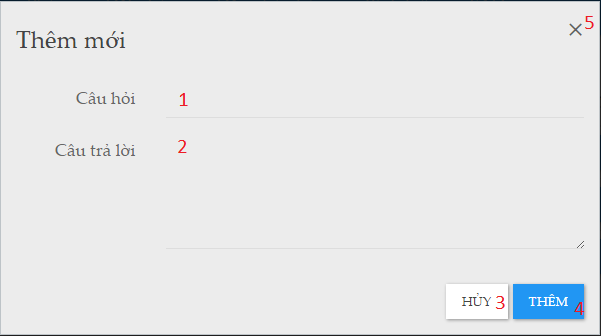 Thêm mới
× 5
Câu hỏi 1
Câu trả lời 2
HỦY 3 THÊM 4